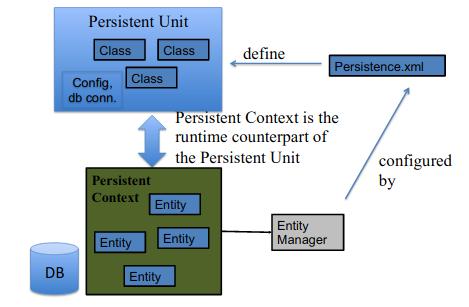 Persistent Unit
Class
Class
Config,
db conn.
Class
define
Persistence.xml
Persistent Context is the
runtime counterpart of
the Persistent Unit
configured
by
Persistent
Context
Entity
Entity
Entity
Entity
Entity
Manager
DB